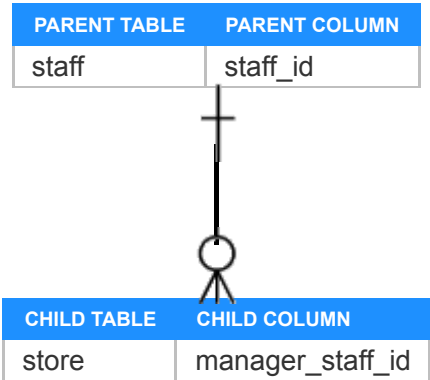 PARENT TABLE PARENT COLUMN
staff staff_id
CHILD TABLE CHILD COLUMN
store manager_staff_id